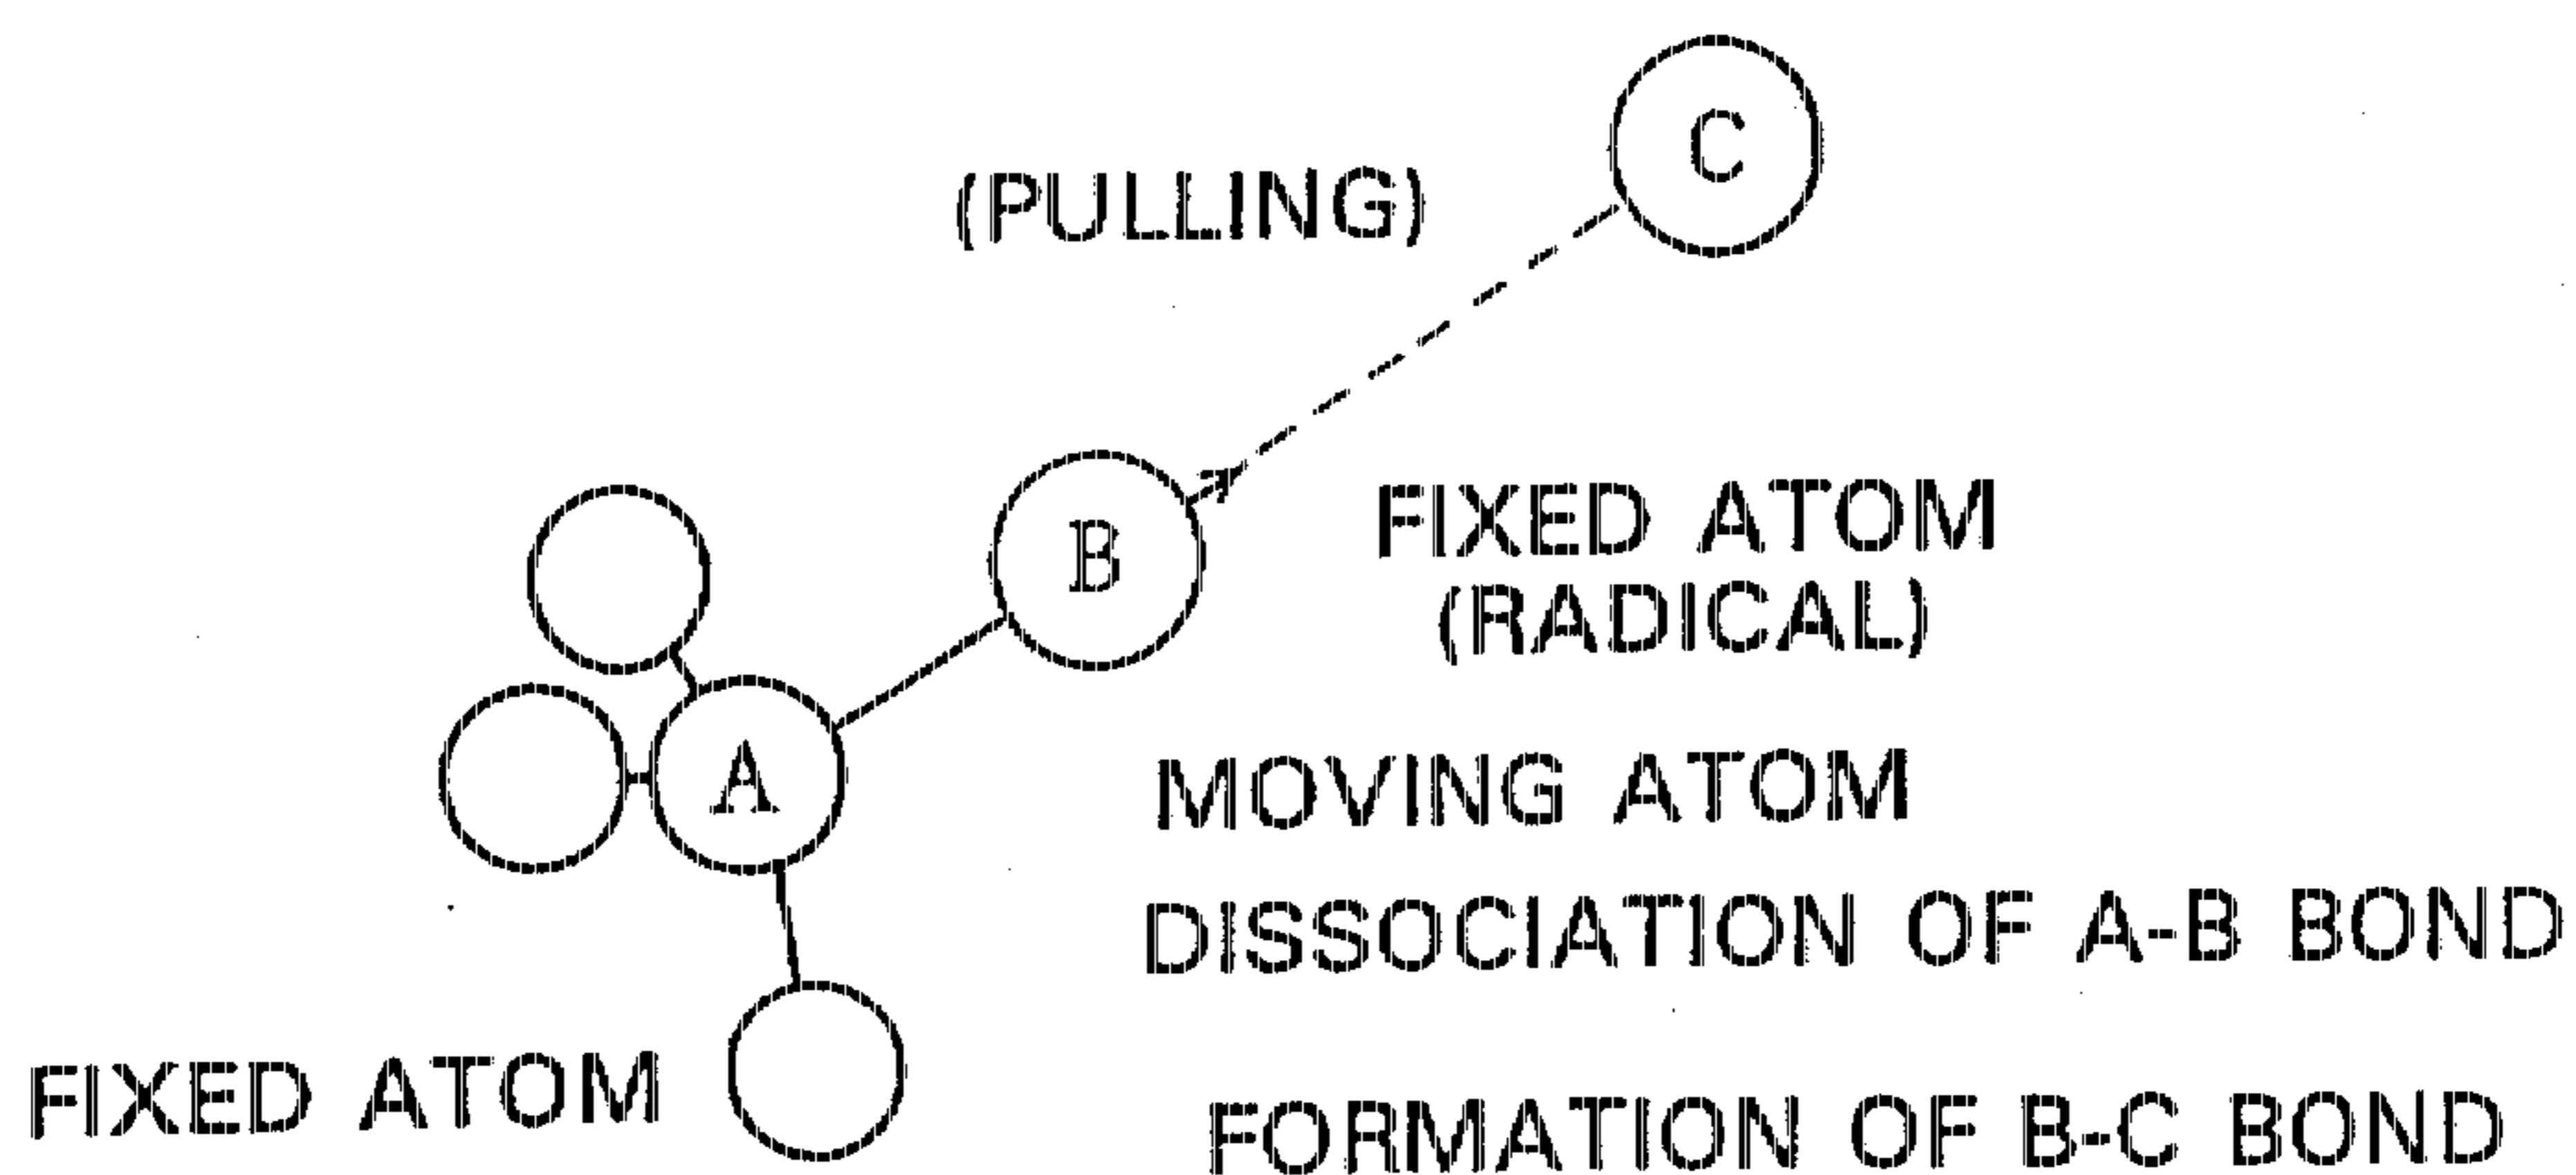 C
(PULLING)
B
FIXED ATOM
(RADICAL)
A
MOVING ATOM
DISSOCIATION OF A-B BOND
FIXED ATOM
FORMATION OF B-C BOND